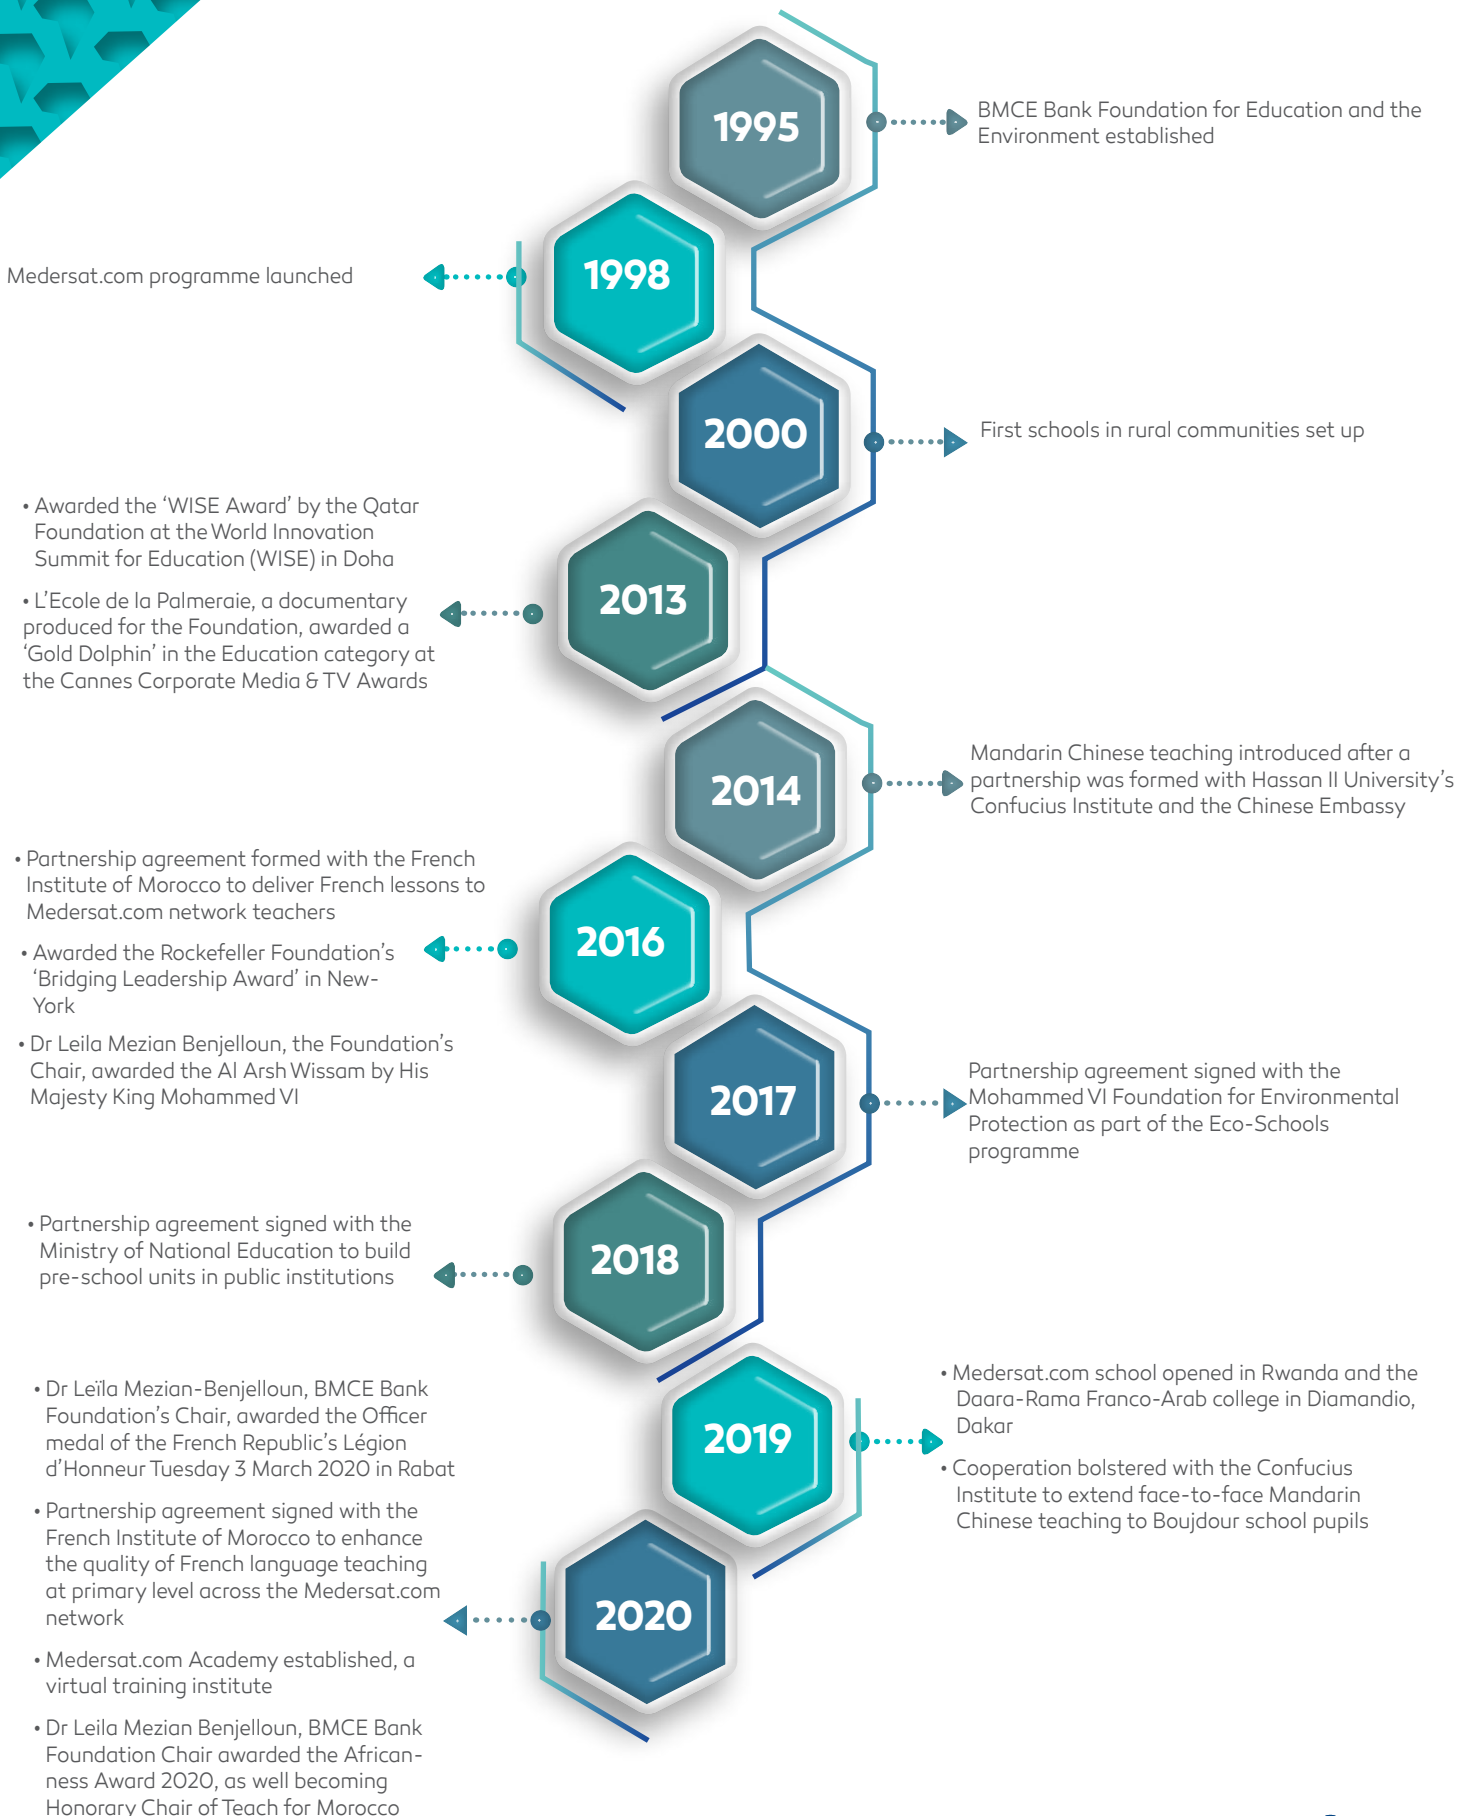 1995
BMCE Bank Foundation for Education and the
Environment established
1998
Medersat.com programme launched
2000
First schools in rural communities set up
2013
• Awarded the ‘WISE Award’ by the Qatar
Foundation at the World Innovation
Summit for Education (WISE) in Doha
• L’Ecole de la Palmeraie, a documentary
produced for the Foundation, awarded a
‘Gold Dolphin’ in the Education category at
the Cannes Corporate Media & TV Awards
2014
Mandarin Chinese teaching introduced after a
partnership was formed with Hassan II University’s
Confucius Institute and the Chinese Embassy
2016
• Partnership agreement formed with the French
Institute of Morocco to deliver French lessons to
Medersat.com network teachers
• Awarded the Rockefeller Foundation’s
‘Bridging Leadership Award’ in New-
York
• Dr Leila Mezian Benjelloun, the Foundation’s
Chair, awarded the Al Arsh Wissam by His
Majesty King Mohammed VI
2017
Partnership agreement signed with the
Mohammed VI Foundation for Environmental
Protection as part of the Eco-Schools
programme
2018
• Partnership agreement signed with the
Ministry of National Education to build
pre-school units in public institutions
2019
• Medersat.com school opened in Rwanda and the
Daara-Rama Franco-Arab college in Diamandio,
Dakar
• Cooperation bolstered with the Confucius
Institute to extend face-to-face Mandarin
Chinese teaching to Boujdour school pupils
2020
• Dr Leïla Mezian-Benjelloun, BMCE Bank
Foundation’s Chair, awarded the Officer
medal of the French Republic’s Légion
d’Honneur Tuesday 3 March 2020 in Rabat
• Partnership agreement signed with the
French Institute of Morocco to enhance
the quality of French language teaching
at primary level across the Medersat.com
network
• Medersat.com Academy established, a
virtual training institute
• Dr Leila Mezian Benjelloun, BMCE Bank
Foundation Chair awarded the African-
ness Award 2020, as well becoming
Honorary Chair of Teach for Morocco